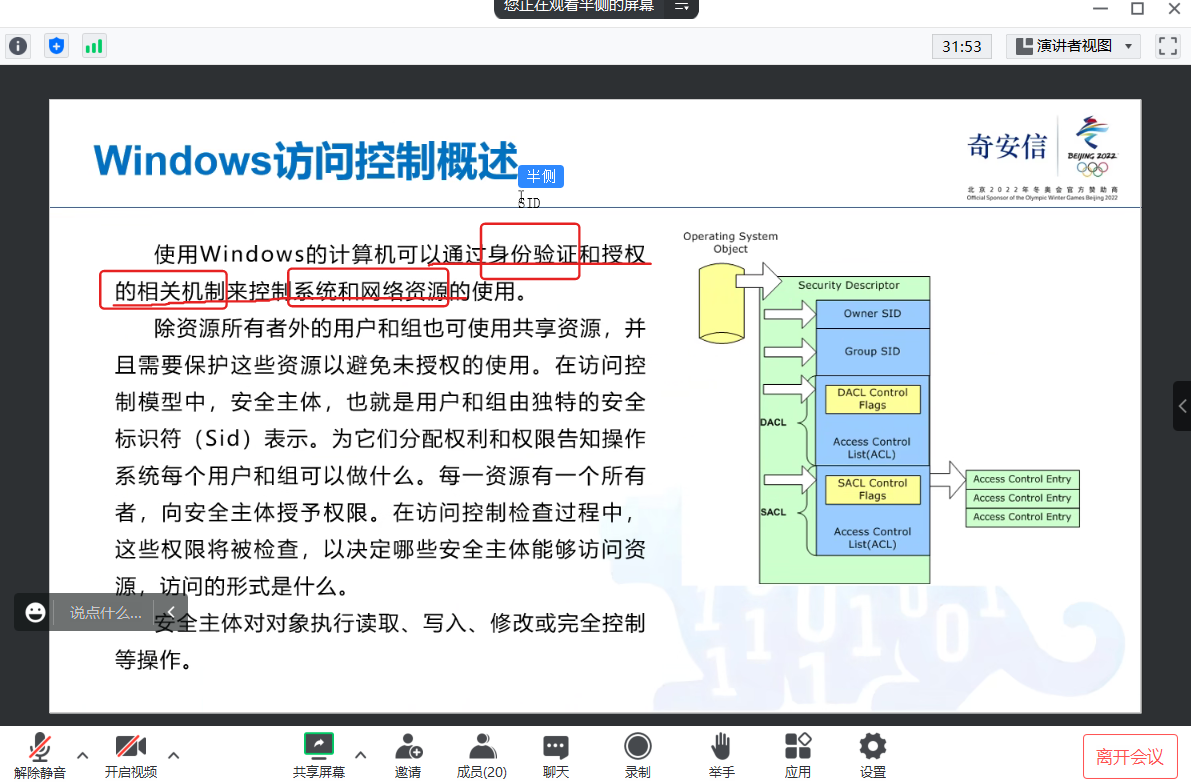 您正在观看半侧的屏幕
31:53
演讲者视图
Windows访问控制概述
半侧
SID
奇安信
BEIJING 2022
北京2022年冬奥会官方赞助商
Official Sponsor of the Olympic Winter Games Beijing 2022
使用Windows的计算机可以通过身份验证和授权
的相关机制来控制系统和网络资源的使用。
除资源所有者外的用户和组也可使用共享资源，并
且需要保护这些资源以避免未授权的使用。在访问控
制模型中，安全主体，也就是用户和组由独特的安全
标识符（Sid）表示。为它们分配权利和权限告知操作
系统每个用户和组可以做什么。每一资源有一个所有
者，向安全主体授予权限。在访问控制检查过程中，
这些权限将被检查，以决定哪些安全主体能够访问资
源，访问的形式是什么。
安全主体对对象执行读取、写入、修改或完全控制
等操作。
Operating System
Object
Security Descriptor
Owner SID
Group SID
DACL Control
Flags
DACL
Access Control
List(ACL)
SACL Control
Flags
SACL
Access Control
List(ACL)
Access Control Entry
Access Control Entry
Access Control Entry
说点什么...
解除静音
开启视频
共享屏幕
邀请
成员(20)
聊天
录制
举手
应用
设置
离开会议